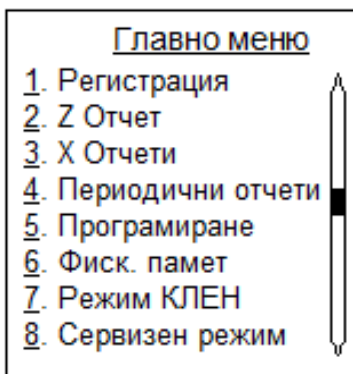 Главно меню
1. Регистрация
2. Z Отчет
3. X Отчети
4. Периодични отчети
5. Програмиране
6. Фиск. памет
7. Режим КЛЕН
8. Сервизен режим